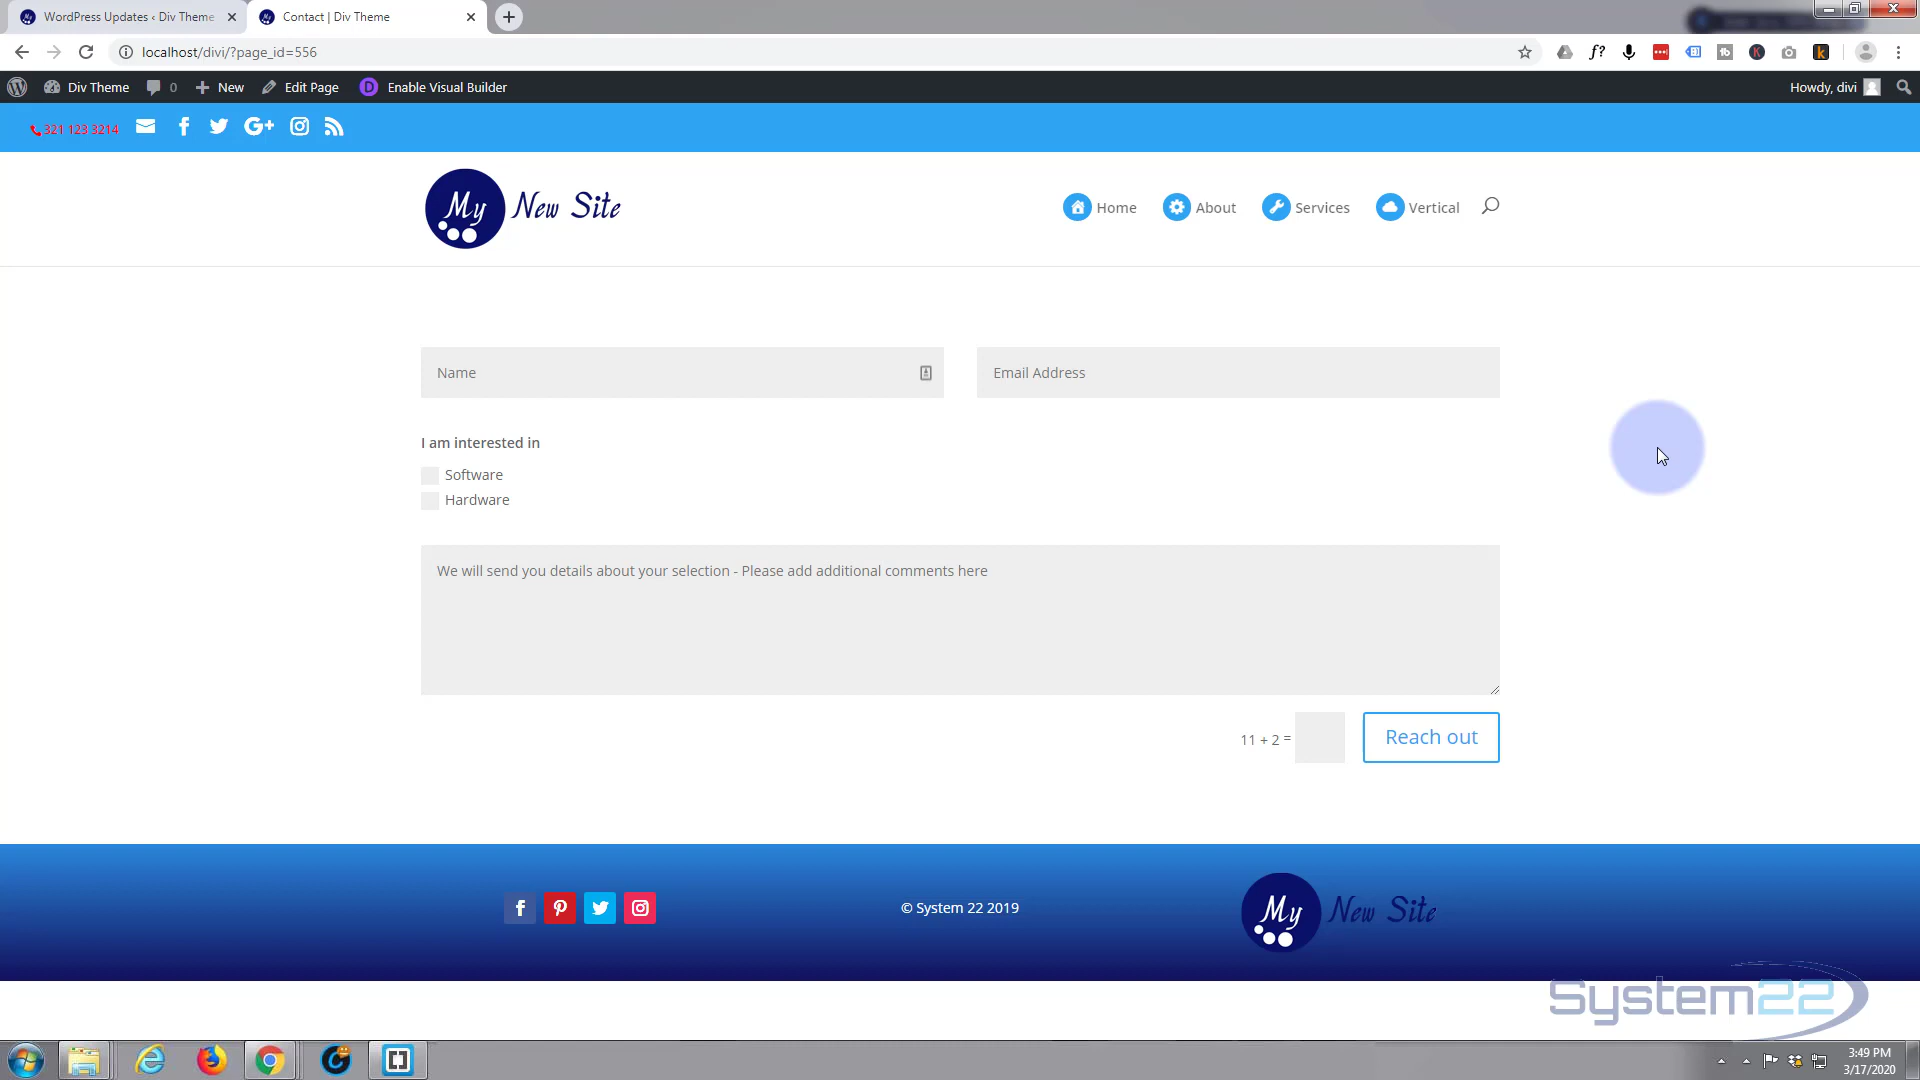 WordPress Updates ‹ Div Theme
Contact | Div Theme
localhost/divi/?page_id=556
Div Theme 0 New Edit Page Enable Visual Builder Howdy, divi
321 123 3214
My New Site
Home About Services Vertical
Name
Email Address
I am interested in
Software
Hardware
We will send you details about your selection - Please add additional comments here
11 + 2 =
Reach out
© System 22 2019
My New Site
System22
3:49 PM
3/17/2020